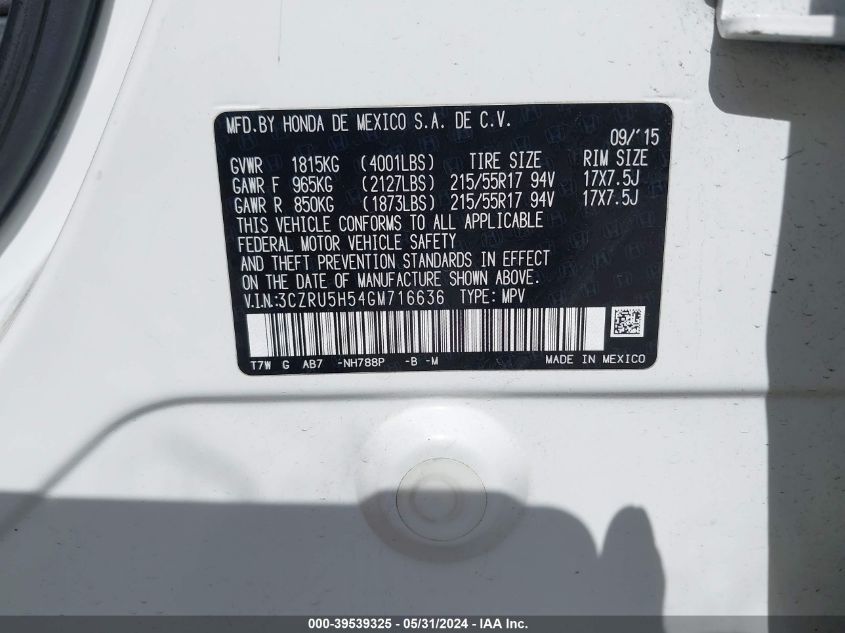 MFD.BY HONDA DE MEXICO S.A. DE C.V.
09/'15
GVWR 1815KG (4001LBS) TIRE SIZE RIM SIZE
GAWR F 965KG (2127LBS) 215/55R17 94V 17X7.5J
GAWR R 850KG (1873LBS) 215/55R17 94V 17X7.5J
THIS VEHICLE CONFORMS TO ALL APPLICABLE
FEDERAL MOTOR VEHICLE SAFETY
AND THEFT PREVENTION STANDARDS IN EFFECT
ON THE DATE OF MANUFACTURE SHOWN ABOVE.
V.I.N.:3CZRU5H54GM716636 TYPE: MPV
T7W G AB7 -NH788P -B -M MADE IN MEXICO
000-39539325 - 05/31/2024 - IAA Inc.